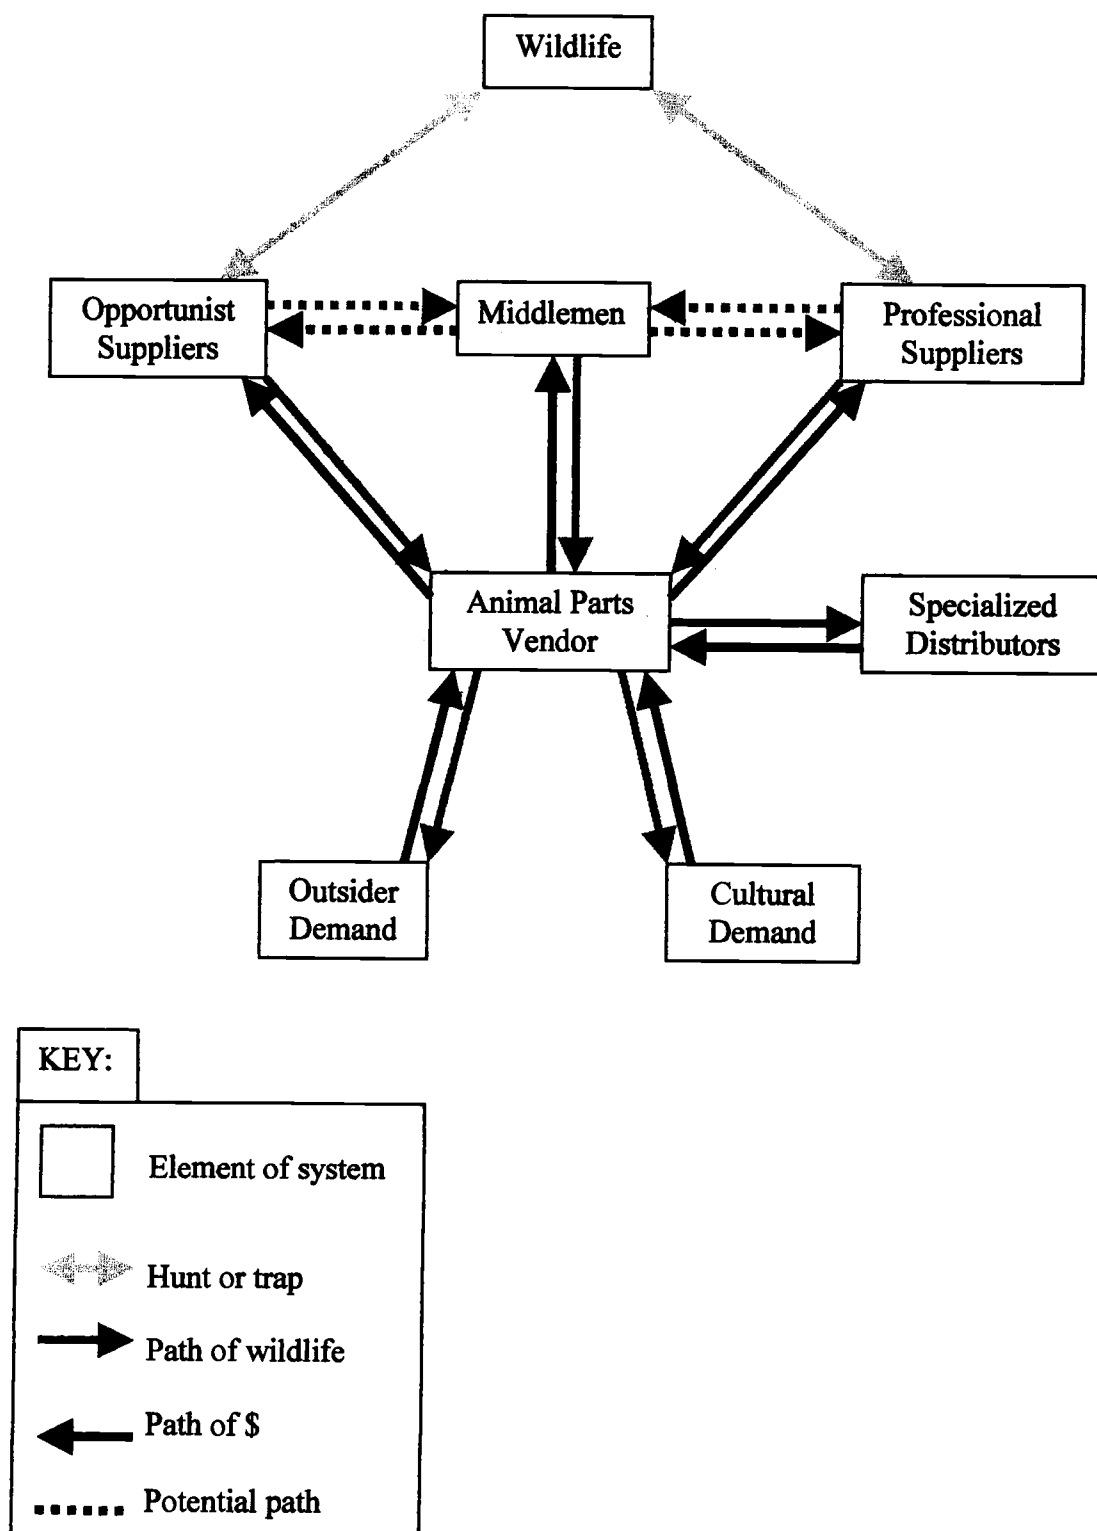 Wildlife
Opportunist
Suppliers
Middlemen
Professional
Suppliers
Animal Parts
Vendor
Specialized
Distributors
Outsider
Demand
Cultural
Demand
KEY:
Element of system
Hunt or trap
Path of wildlife
Path of $
Potential path